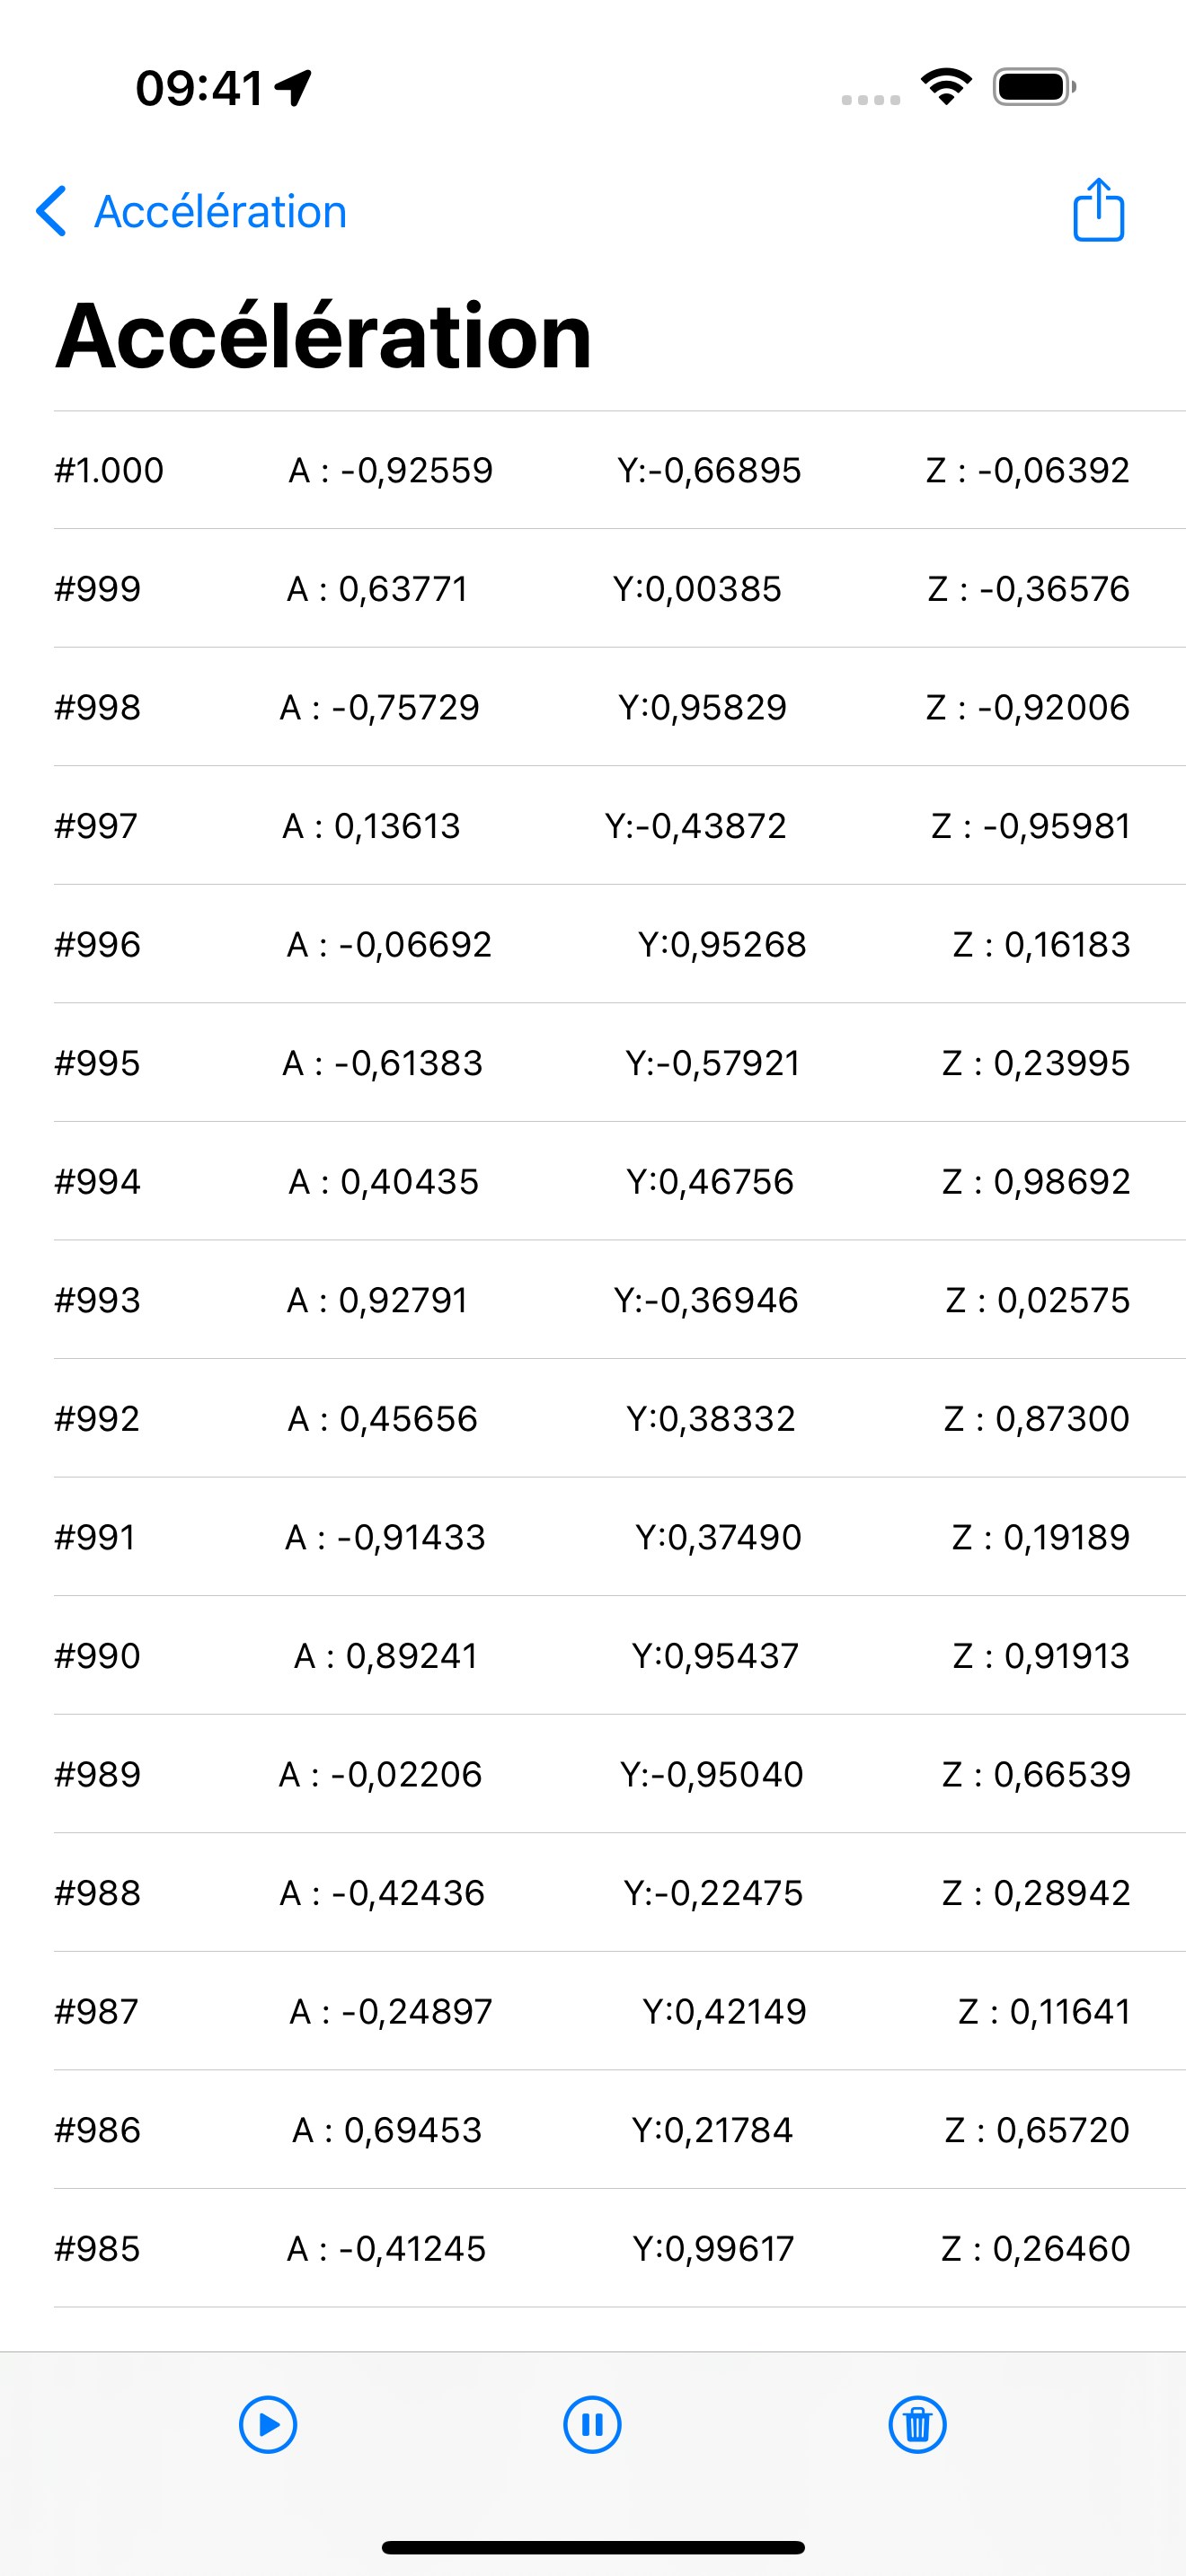 09:41
Accélération
Accélération
#1.000 A : -0,92559 Y:-0,66895 Z : -0,06392
#999 A : 0,63771 Y:0,00385 Z : -0,36576
#998 A : -0,75729 Y:0,95829 Z : -0,92006
#997 A : 0,13613 Y:-0,43872 Z : -0,95981
#996 A : -0,06692 Y:0,95268 Z : 0,16183
#995 A : -0,61383 Y:-0,57921 Z : 0,23995
#994 A : 0,40435 Y:0,46756 Z : 0,98692
#993 A : 0,92791 Y:-0,36946 Z : 0,02575
#992 A : 0,45656 Y:0,38332 Z : 0,87300
#991 A : -0,91433 Y:0,37490 Z : 0,19189
#990 A : 0,89241 Y:0,95437 Z : 0,91913
#989 A : -0,02206 Y:-0,95040 Z : 0,66539
#988 A : -0,42436 Y:-0,22475 Z : 0,28942
#987 A : -0,24897 Y:0,42149 Z : 0,11641
#986 A : 0,69453 Y:0,21784 Z : 0,65720
#985 A : -0,41245 Y:0,99617 Z : 0,26460